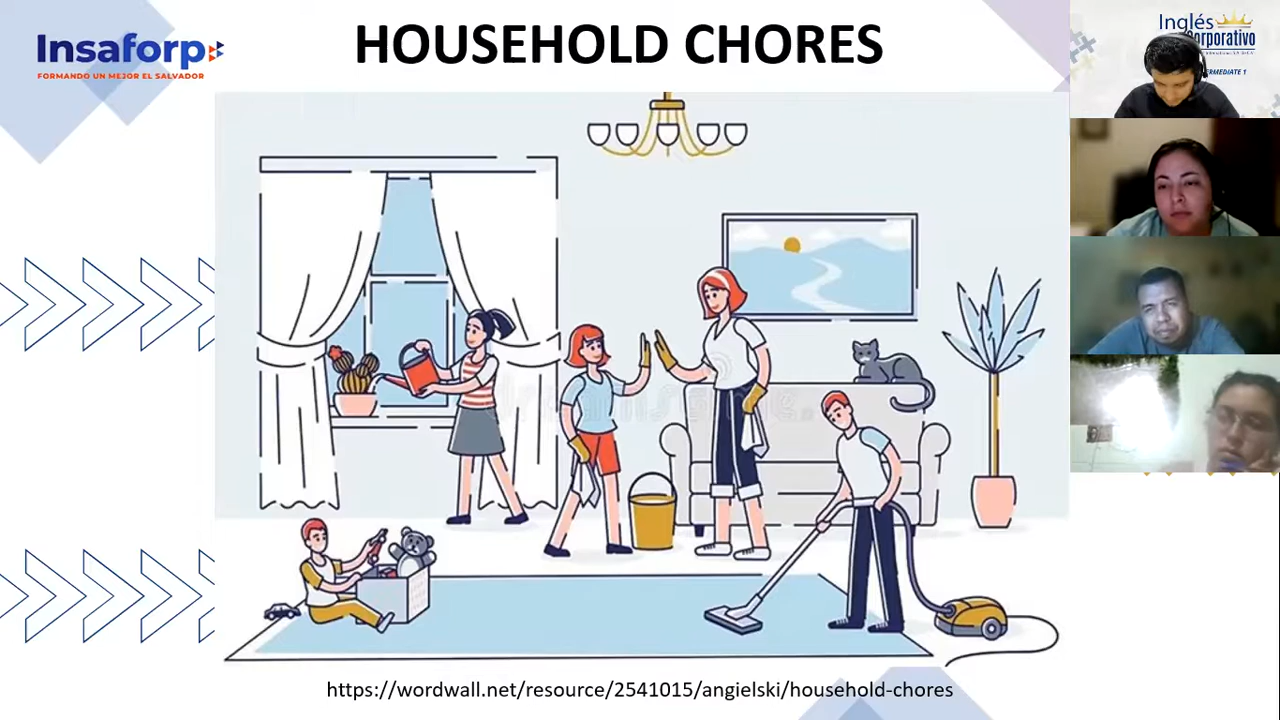 HOUSEHOLD CHORES
Insaforp
FORMANDO UN MEJOR EL SALVADOR
Inglés
Corporativo
https://wordwall.net/resource/2541015/angielski/household-chores